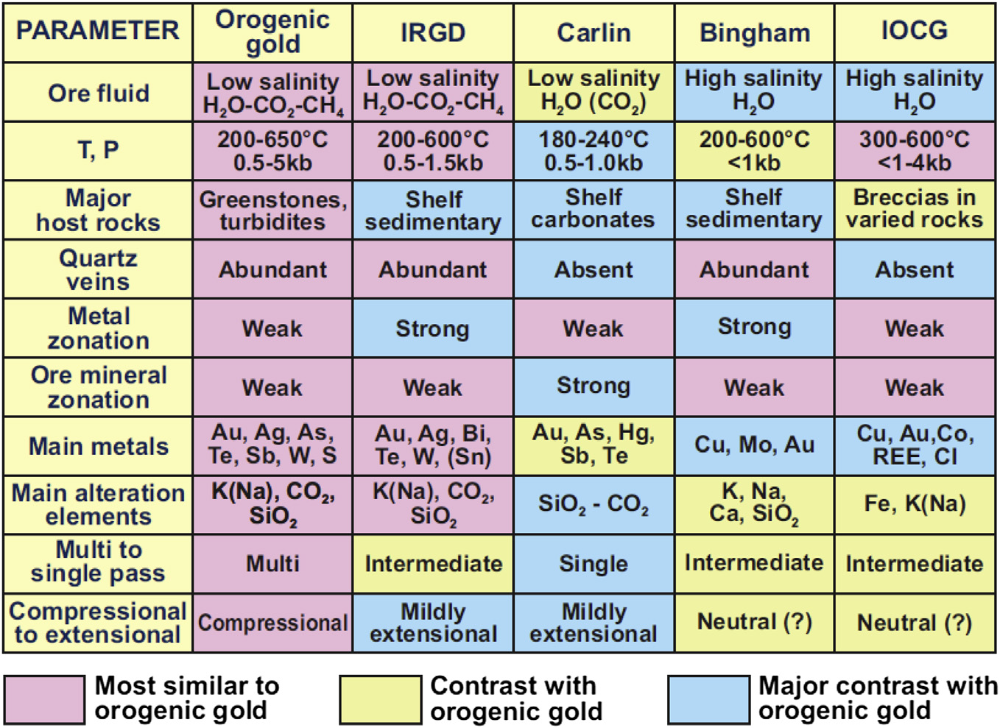 PARAMETER
Orogenic
gold
IRGD
Carlin
Bingham
IOCG
Ore fluid
Low salinity
H₂O-CO₂-CH₄
Low salinity
H₂O-CO₂-CH₄
Low salinity
H₂O (CO₂)
High salinity
H₂O
High salinity
H₂O
T, P
200-650°C
0.5-5kb
200-600°C
0.5-1.5kb
180-240°C
0.5-1.0kb
200-600°C
<1kb
300-600°C
<1-4kb
Major
host rocks
Greenstones,
turbidites
Shelf
sedimentary
Shelf
carbonates
Shelf
sedimentary
Breccias in
varied rocks
Quartz
veins
Abundant
Abundant
Absent
Abundant
Absent
Metal
zonation
Weak
Strong
Weak
Strong
Weak
Ore mineral
zonation
Weak
Weak
Strong
Weak
Weak
Main metals
Au, Ag, As,
Te, Sb, W, S
Au, Ag, Bi,
Te, W, (Sn)
Au, As, Hg,
Sb, Te
Cu, Mo, Au
Cu, Au,Co,
REE, Cl
Main alteration
elements
K(Na), CO₂,
SiO₂
K(Na), CO₂,
SiO₂
SiO₂ - CO₂
K, Na,
Ca, SiO₂
Fe, K(Na)
Multi to
single pass
Multi
Intermediate
Single
Intermediate
Intermediate
Compressional
to extensional
Compressional
Mildly
extensional
Mildly
extensional
Neutral (?)
Neutral (?)
Most similar to
orogenic gold
Contrast with
orogenic gold
Major contrast with
orogenic gold